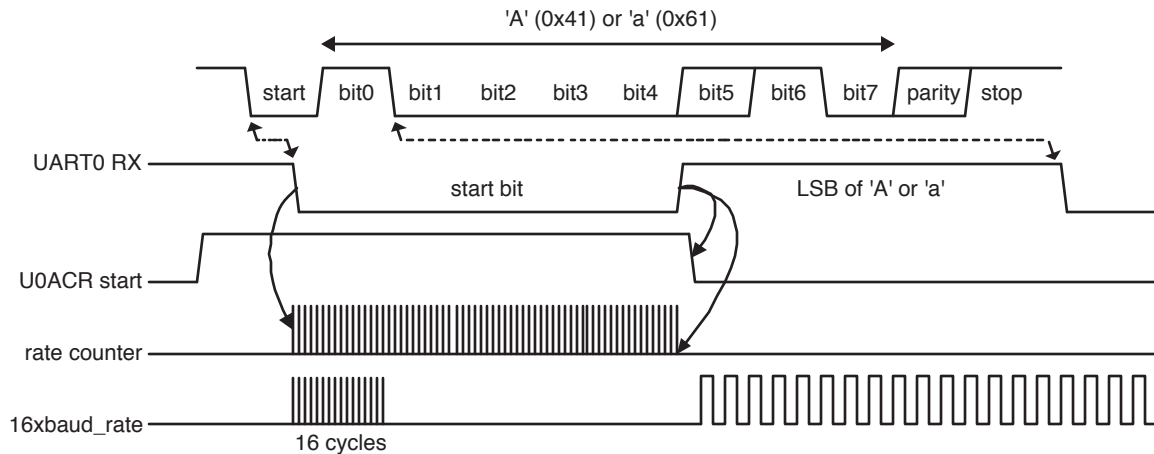 'A' (0x41) or 'a' (0x61)
start bit0 bit1 bit2 bit3 bit4 bit5 bit6 bit7 parity stop
UART0 RX
start bit LSB of 'A' or 'a'
U0ACR start
rate counter
16xbaud_rate
16 cycles